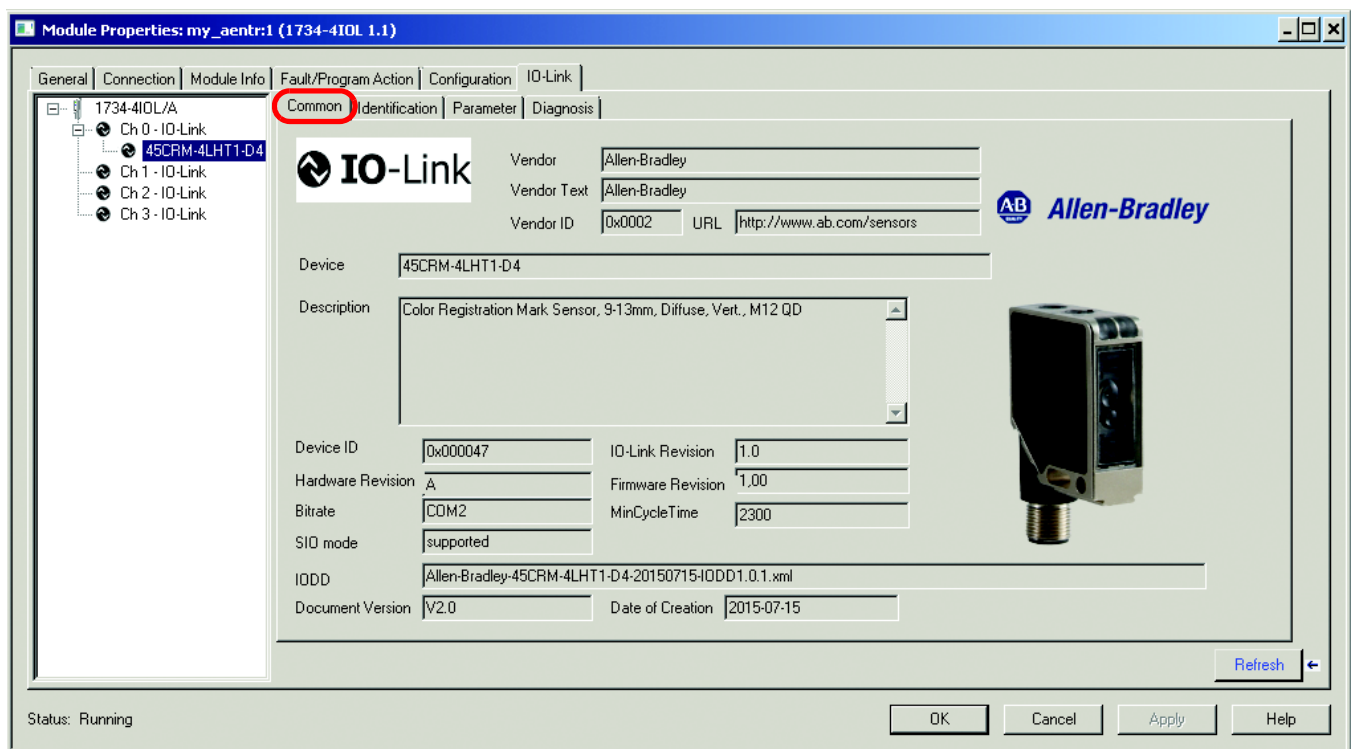 Module Properties: my_aentr:1 (1734-4IOL 1.1)
General Connection Module Info Fault/Program Action Configuration IO-Link
1734-4IOL/A
Ch 0 - IO-Link
45CRM-4LHT1-D4
Ch 1 - IO-Link
Ch 2 - IO-Link
Ch 3 - IO-Link
Common Identification Parameter Diagnosis
IO-Link
Vendor Allen-Bradley
Vendor Text Allen-Bradley
Vendor ID 0x0002 URL http://www.ab.com/sensors
AB Allen-Bradley
Device 45CRM-4LHT1-D4
Description Color Registration Mark Sensor, 9-13mm, Diffuse, Vert., M12 QD
Device ID 0x000047 IO-Link Revision 1.0
Hardware Revision A Firmware Revision 1,00
Bitrate COM2 MinCycleTime 2300
SIO mode supported
IODD Allen-Bradley-45CRM-4LHT1-D4-20150715-IODD1.0.1.xml
Document Version V2.0 Date of Creation 2015-07-15
Refresh
Status: Running OK Cancel Apply Help